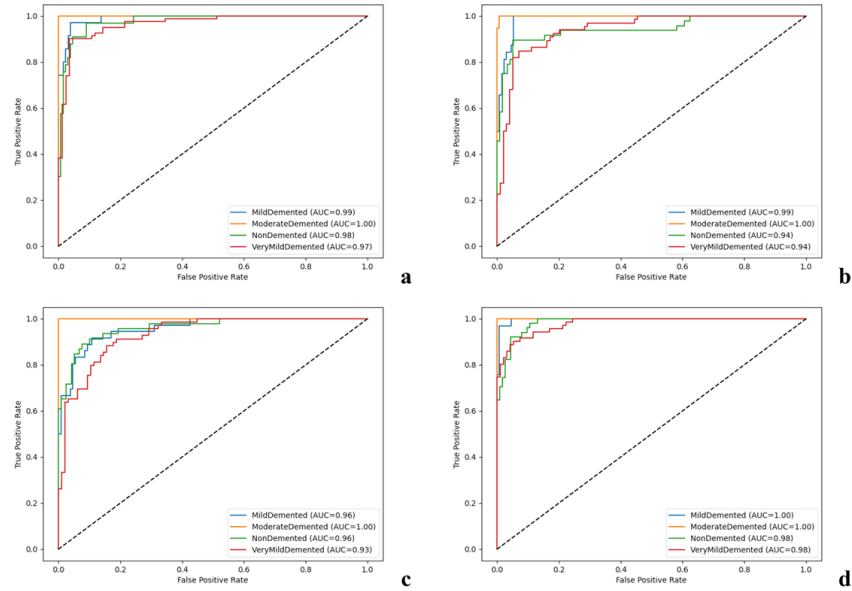 1.0
0.8
0.6
0.4
0.2
0.0
True Positive Rate
MildDemented (AUC=0.99)
ModerateDemented (AUC=1.00)
NonDemented (AUC=0.98)
VeryMildDemented (AUC=0.97)
0.0 0.2 0.4 0.6 0.8 1.0
False Positive Rate
a
1.0
0.8
0.6
0.4
0.2
0.0
True Positive Rate
MildDemented (AUC=0.99)
ModerateDemented (AUC=1.00)
NonDemented (AUC=0.94)
VeryMildDemented (AUC=0.94)
0.0 0.2 0.4 0.6 0.8 1.0
False Positive Rate
b
1.0
0.8
0.6
0.4
0.2
0.0
True Positive Rate
MildDemented (AUC=0.96)
ModerateDemented (AUC=1.00)
NonDemented (AUC=0.96)
VeryMildDemented (AUC=0.93)
0.0 0.2 0.4 0.6 0.8 1.0
False Positive Rate
c
1.0
0.8
0.6
0.4
0.2
0.0
True Positive Rate
MildDemented (AUC=1.00)
ModerateDemented (AUC=1.00)
NonDemented (AUC=0.98)
VeryMildDemented (AUC=0.98)
0.0 0.2 0.4 0.6 0.8 1.0
False Positive Rate
d